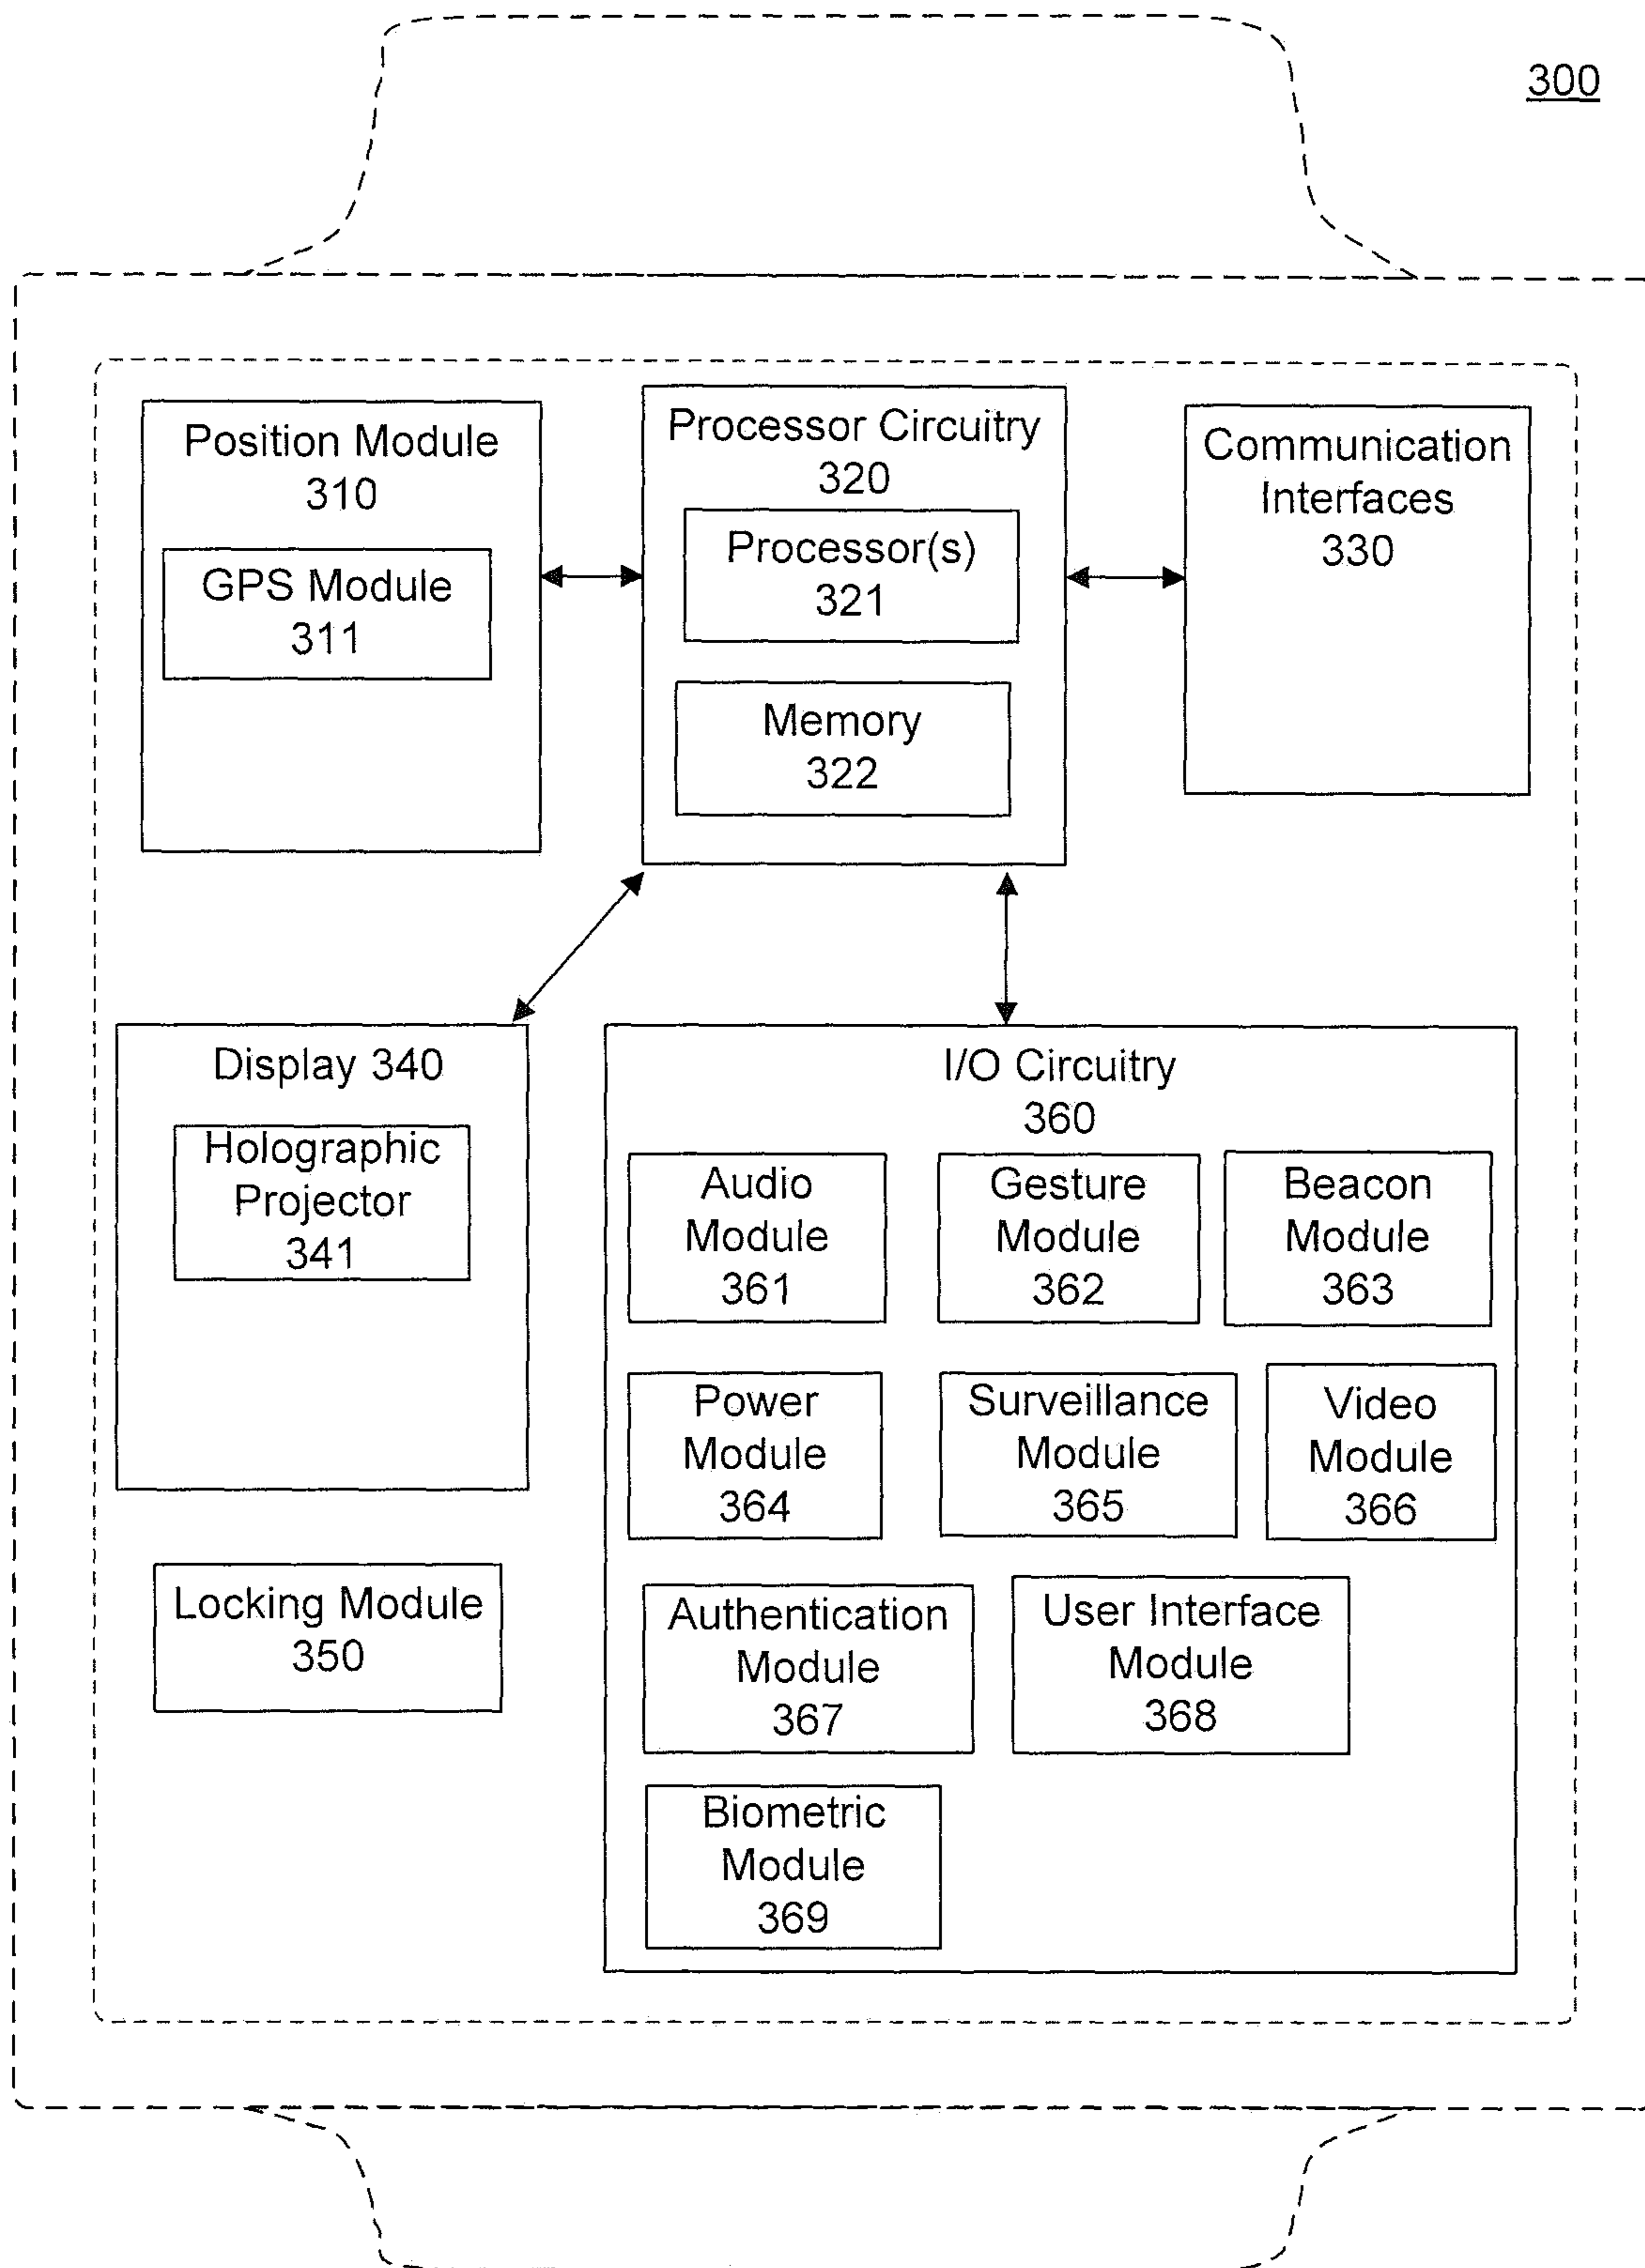 300
Position Module
310
GPS Module
311
Processor Circuitry
320
Processor(s)
321
Memory
322
Communication
Interfaces
330
Display 340
Holographic
Projector
341
Locking Module
350
I/O Circuitry
360
Audio
Module
361
Gesture
Module
362
Beacon
Module
363
Power
Module
364
Surveillance
Module
365
Video
Module
366
Authentication
Module
367
User Interface
Module
368
Biometric
Module
369